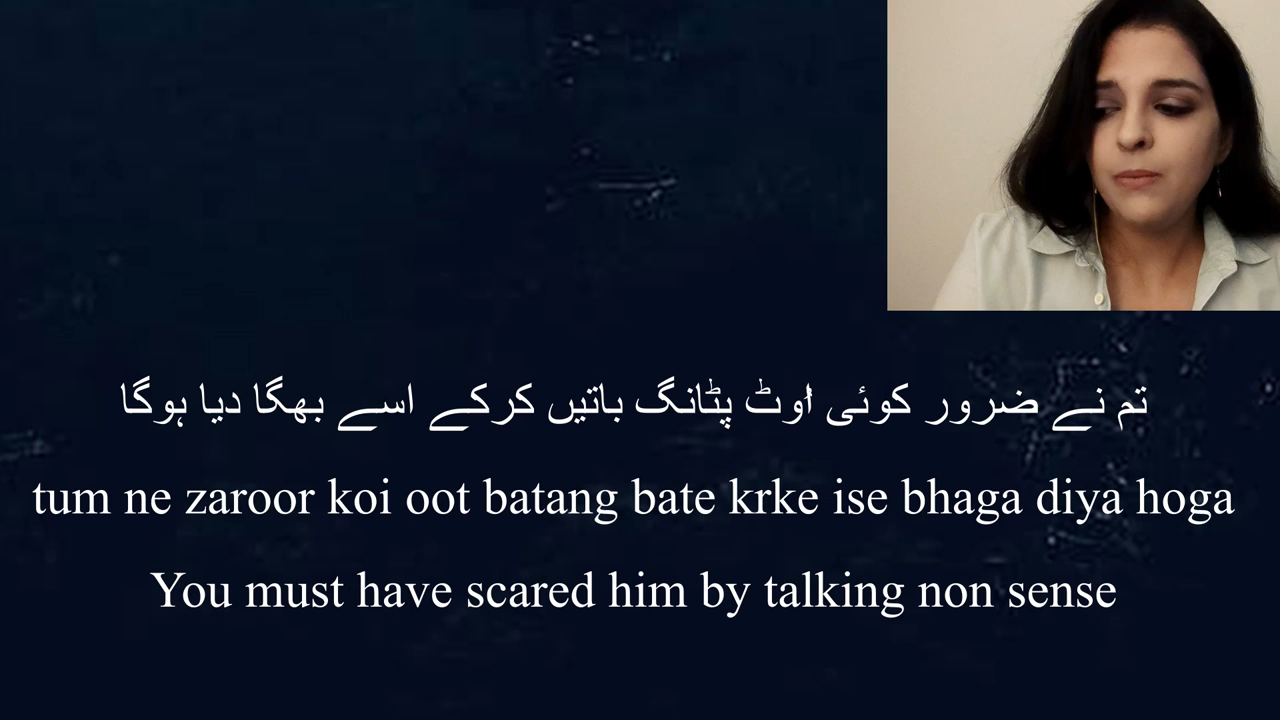 تم نے ضرور کوئی اُوٹ پٹانگ باتیں کرکے اسے بھگا دیا ہوگا
tum ne zaroor koi oot batang bate krke ise bhaga diya hoga
You must have scared him by talking non sense